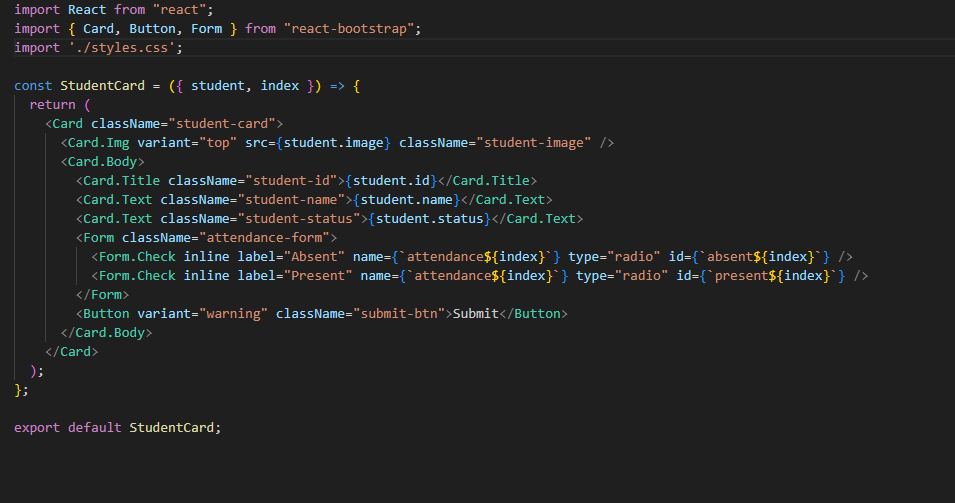 import React from "react";
import { Card, Button, Form } from "react-bootstrap";
import './styles.css';
const StudentCard = ({ student, index }) => {
return (
<Card className="student-card">
<Card.Img variant="top" src={student.image} className="student-image" />
<Card.Body>
<Card.Title className="student-id">{student.id}</Card.Title>
<Card.Text className="student-name">{student.name}</Card.Text>
<Card.Text className="student-status">{student.status}</Card.Text>
<Form className="attendance-form">
<Form.Check inline label="Absent" name={`attendance${index}`} type="radio" id={`absent${index}`} />
<Form.Check inline label="Present" name={`attendance${index}`} type="radio" id={`present${index}`} />
</Form>
<Button variant="warning" className="submit-btn">Submit</Button>
</Card.Body>
</Card>
);
};
export default StudentCard;